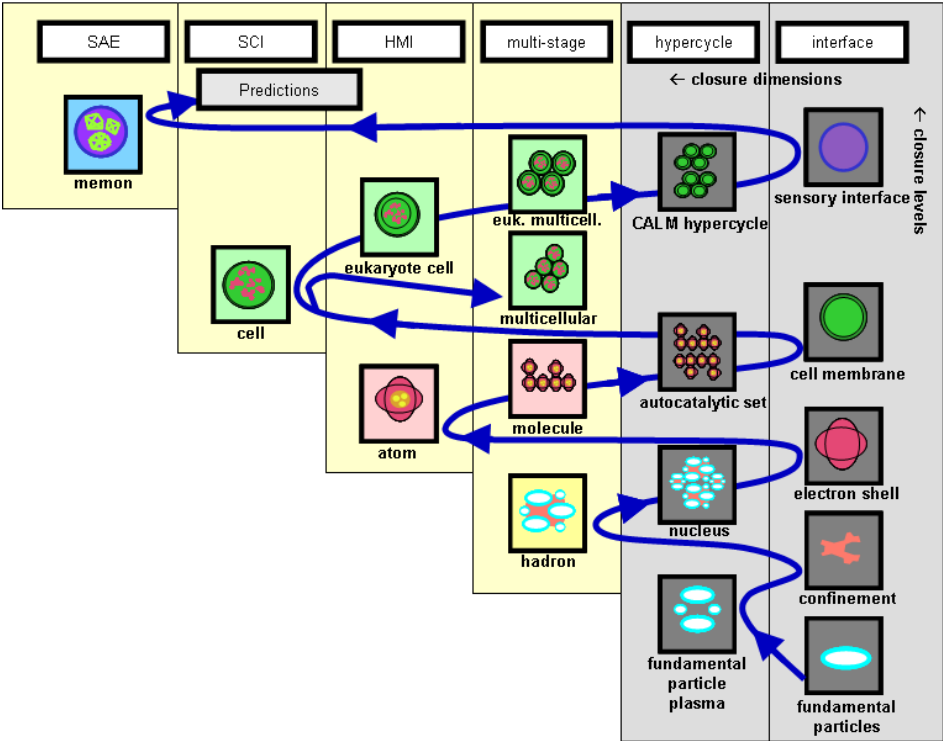 SAE
SCI
HMI
multi-stage
hypercycle
interface
← closure dimensions
Predictions
← closure levels
memon
sensory interface
euk. multicell.
CALM hypercycle
eukaryote cell
multicellular
cell
cell membrane
autocatalytic set
molecule
atom
electron shell
nucleus
hadron
confinement
fundamental
particle
plasma
fundamental
particles